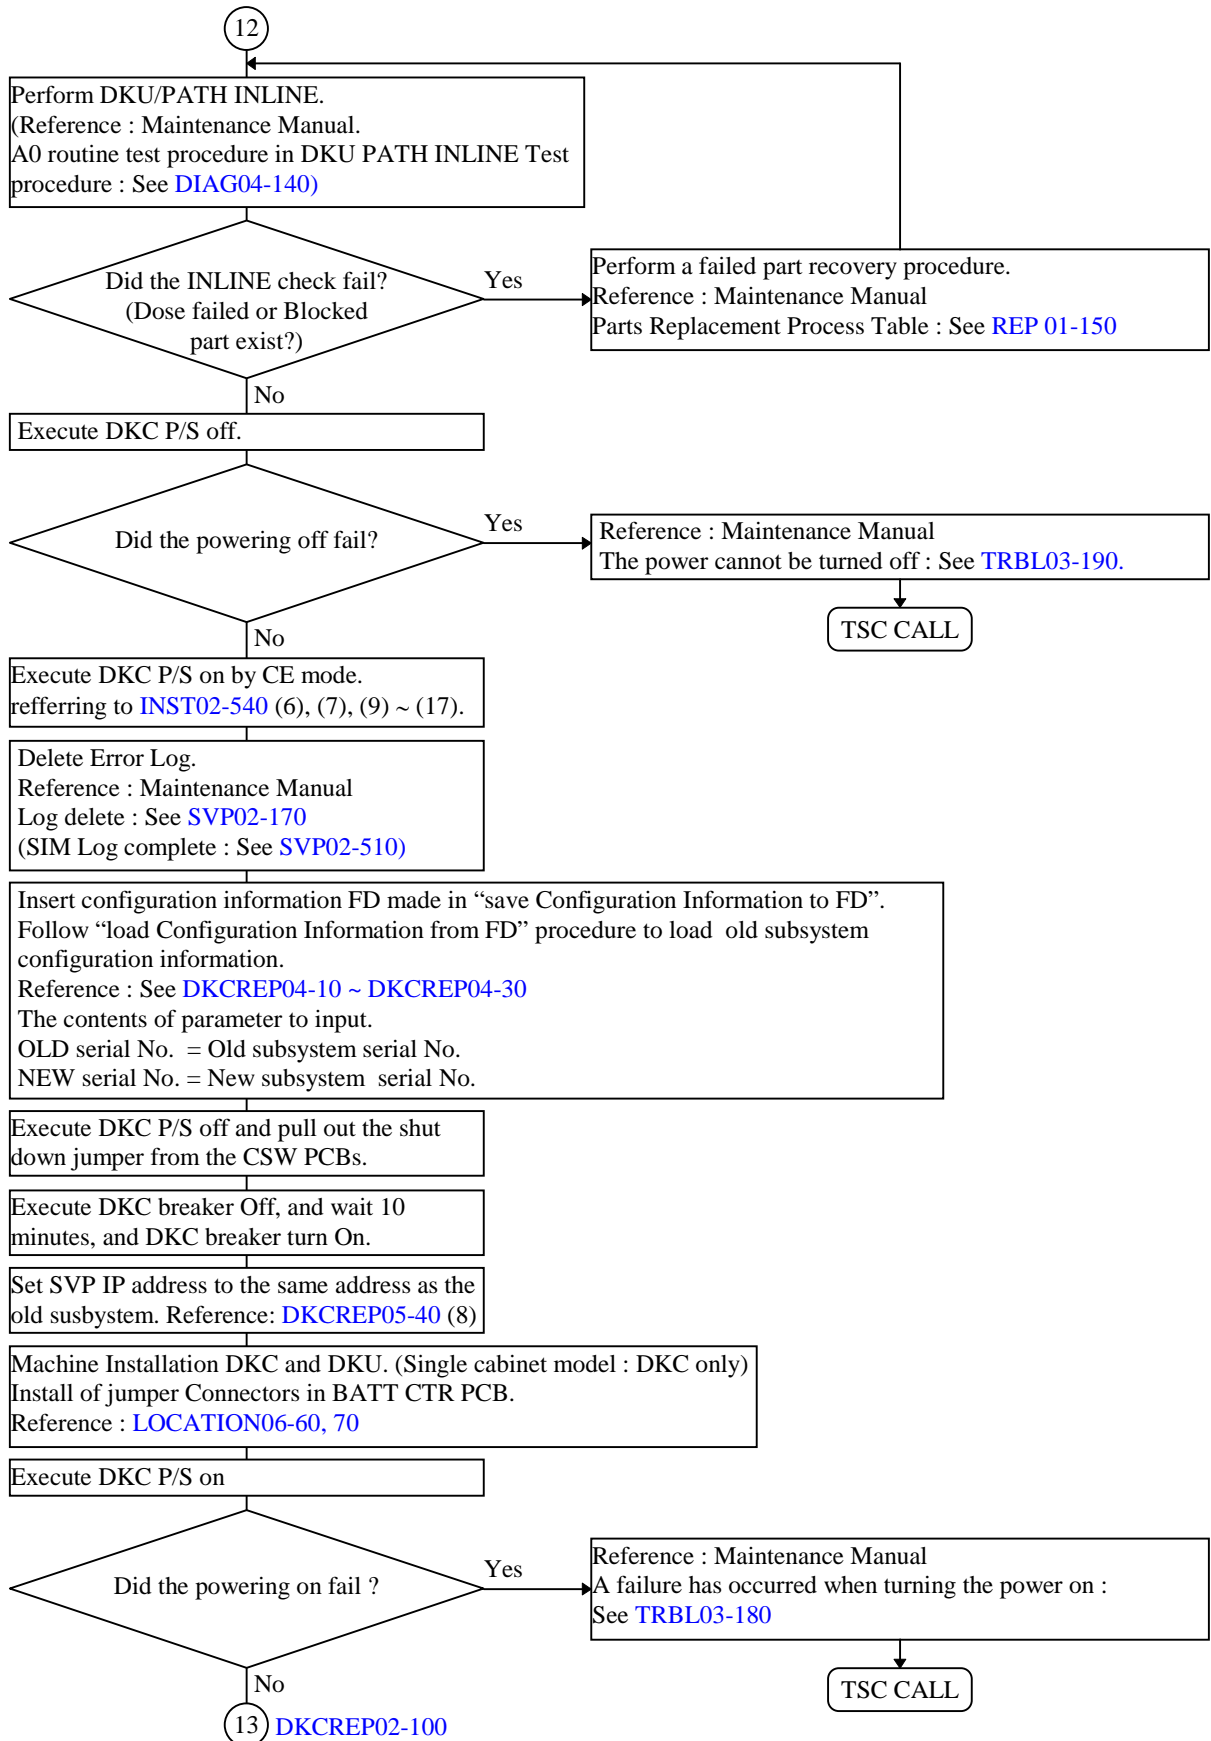 12
Perform DKU/PATH INLINE.
(Reference : Maintenance Manual.
A0 routine test procedure in DKU PATH INLINE Test
procedure : See DIAG04-140)
Did the INLINE check fail?
(Dose failed or Blocked
part exist?)
Yes
Perform a failed part recovery procedure.
Reference : Maintenance Manual
Parts Replacement Process Table : See REP 01-150
No
Execute DKC P/S off.
Did the powering off fail?
Yes
Reference : Maintenance Manual
The power cannot be turned off : See TRBL03-190.
TSC CALL
No
Execute DKC P/S on by CE mode.
refferring to INST02-540 (6), (7), (9) ~ (17).
Delete Error Log.
Reference : Maintenance Manual
Log delete : See SVP02-170
(SIM Log complete : See SVP02-510)
Insert configuration information FD made in “save Configuration Information to FD”.
Follow “load Configuration Information from FD” procedure to load old subsystem
configuration information.
Reference : See DKCREP04-10 ~ DKCREP04-30
The contents of parameter to input.
OLD serial No. = Old subsystem serial No.
NEW serial No. = New subsystem serial No.
Execute DKC P/S off and pull out the shut
down jumper from the CSW PCBs.
Execute DKC breaker Off, and wait 10
minutes, and DKC breaker turn On.
Set SVP IP address to the same address as the
old susbystem. Reference: DKCREP05-40 (8)
Machine Installation DKC and DKU. (Single cabinet model : DKC only)
Install of jumper Connectors in BATT CTR PCB.
Reference : LOCATION06-60, 70
Execute DKC P/S on
Did the powering on fail ?
Yes
Reference : Maintenance Manual
A failure has occurred when turning the power on :
See TRBL03-180
TSC CALL
No
13 DKCREP02-100